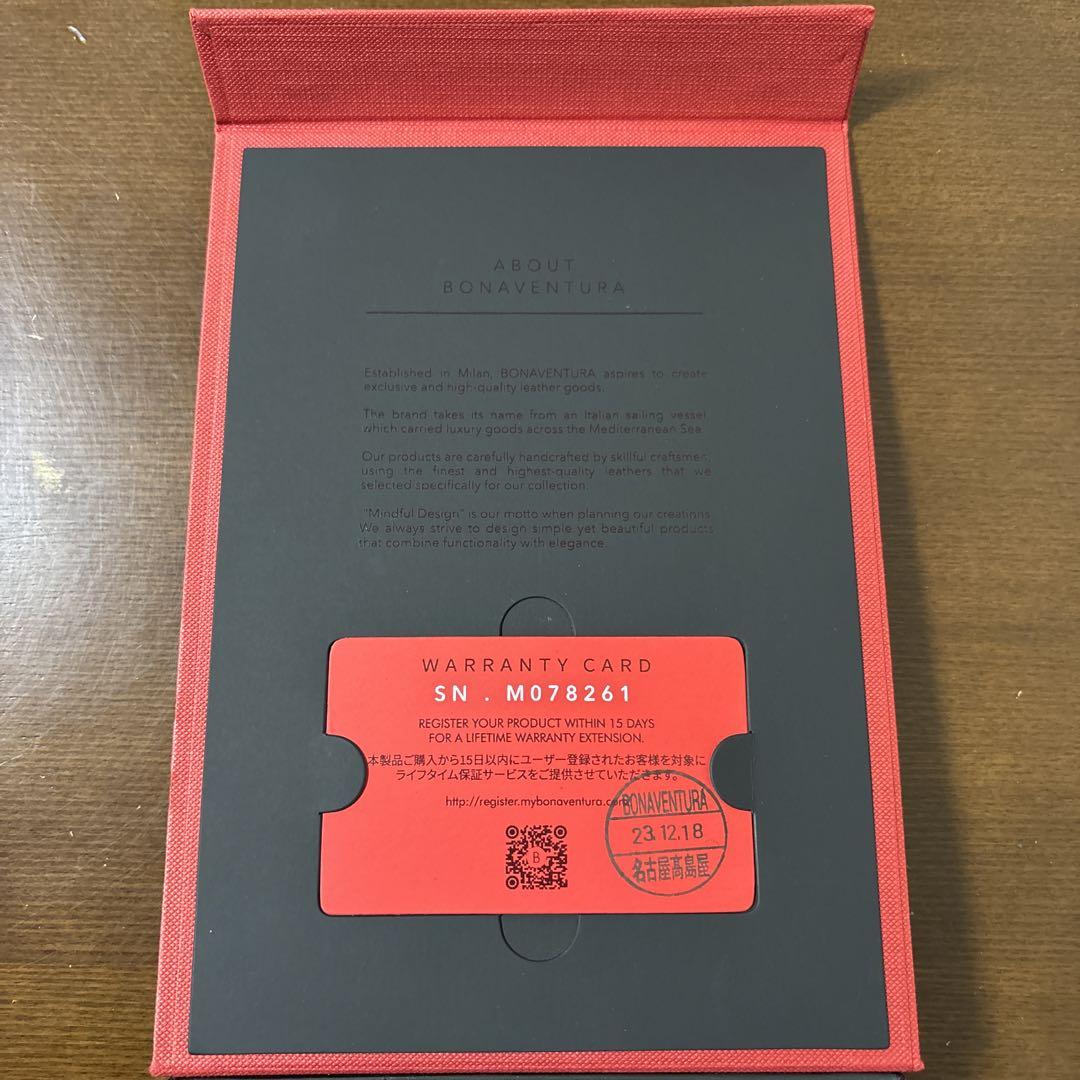 ABOUT
BONAVENTURA
Established in Milan, BONAVENTURA aspires to create
exclusive and high-quality leather goods.
The brand takes its name from an Italian sailing vessel
which carried luxury goods across the Mediterranean Sea.
Our products are carefully handcrafted by skillful craftsmen,
using the finest and highest-quality leathers that we
selected specifically for our collection.
"Mindful Design" is our motto when planning our creations.
We always strive to design simple yet beautiful products
that combine functionality with elegance.
WARRANTY CARD
SN . M078261
REGISTER YOUR PRODUCT WITHIN 15 DAYS
FOR A LIFETIME WARRANTY EXTENSION.
本製品ご購入から15日以内にユーザー登録されたお客様を対象に
ライフタイム保証サービスをご提供させていただきます。
http://register.mybonaventura.com
B
BONAVENTURA
23.12.18
名古屋髙島屋